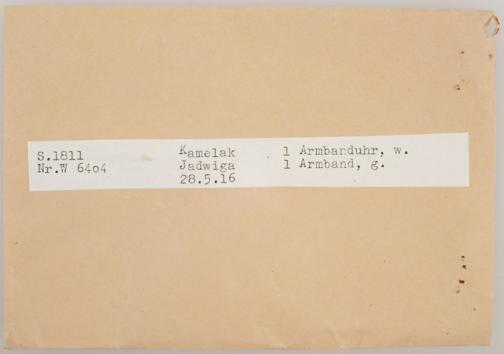 S.1811 Kamelak 1 Armbanduhr, w.
Nr.W 6404 Jadwiga 1 Armband, g.
28.5.16